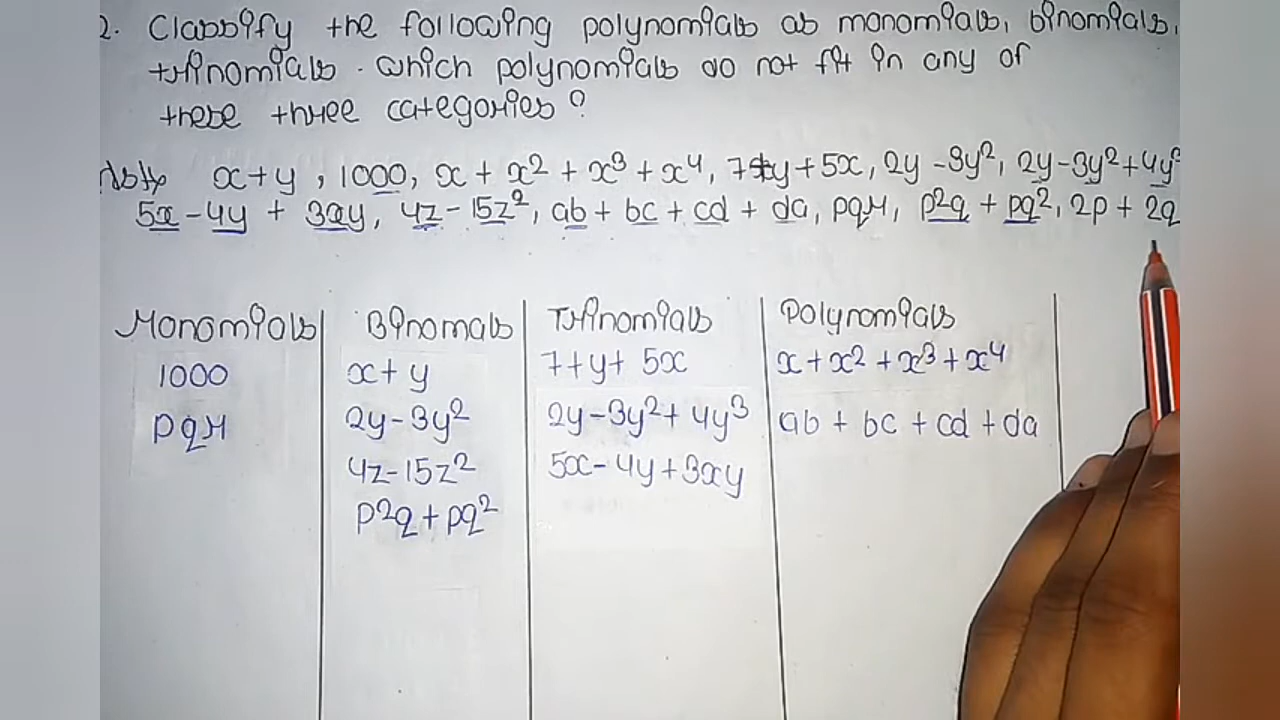 2. Classify the following polynomials as monomials, binomials,
trinomials. which polynomials do not fit in any of
these three categories?
x+y, 1000, x + x² + x³ + x⁴, 7+y+5x, 2y-3y², 2y-3y²+4y³
5x-4y + 3xy, 4z-15z², ab + bc + cd + da, pqr, p²q + pq², 2p + 2q
Monomials Binomals Trinomials Polynomials
1000 x+y 7+y+ 5x x+x²+x³+x⁴
pqr 2y-3y² 2y-3y²+4y³ ab + bc + cd + da
4z-15z² 5x-4y+3xy
p²q+pq²